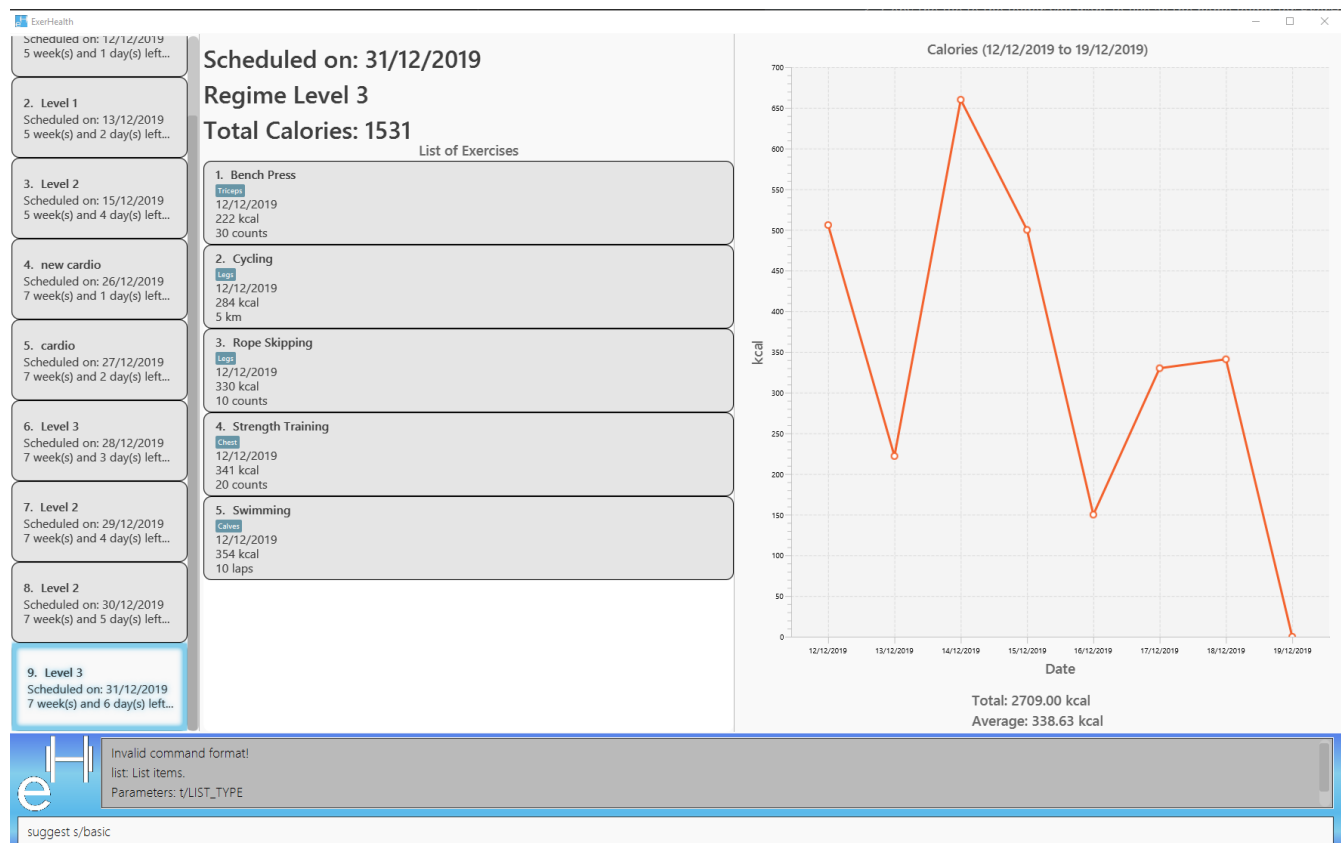 ExerHealth
Scheduled on: 12/12/2019
5 week(s) and 1 day(s) left...
2. Level 1
Scheduled on: 13/12/2019
5 week(s) and 2 day(s) left...
3. Level 2
Scheduled on: 15/12/2019
5 week(s) and 4 day(s) left...
4. new cardio
Scheduled on: 26/12/2019
7 week(s) and 1 day(s) left...
5. cardio
Scheduled on: 27/12/2019
7 week(s) and 2 day(s) left...
6. Level 3
Scheduled on: 28/12/2019
7 week(s) and 3 day(s) left...
7. Level 2
Scheduled on: 29/12/2019
7 week(s) and 4 day(s) left...
8. Level 2
Scheduled on: 30/12/2019
7 week(s) and 5 day(s) left...
9. Level 3
Scheduled on: 31/12/2019
7 week(s) and 6 day(s) left...
Scheduled on: 31/12/2019
Regime Level 3
Total Calories: 1531
List of Exercises
1. Bench Press
Triceps
12/12/2019
222 kcal
30 counts
2. Cycling
Legs
12/12/2019
284 kcal
5 km
3. Rope Skipping
Legs
12/12/2019
330 kcal
10 counts
4. Strength Training
Chest
12/12/2019
341 kcal
20 counts
5. Swimming
Calves
12/12/2019
354 kcal
10 laps
Calories (12/12/2019 to 19/12/2019)
700
650
600
550
500
450
400
350
300
250
200
150
100
50
0
kcal
12/12/2019 13/12/2019 14/12/2019 15/12/2019 16/12/2019 17/12/2019 18/12/2019 19/12/2019
Date
Total: 2709.00 kcal
Average: 338.63 kcal
eH
Invalid command format!
list: List items.
Parameters: t/LIST_TYPE
suggest s/basic